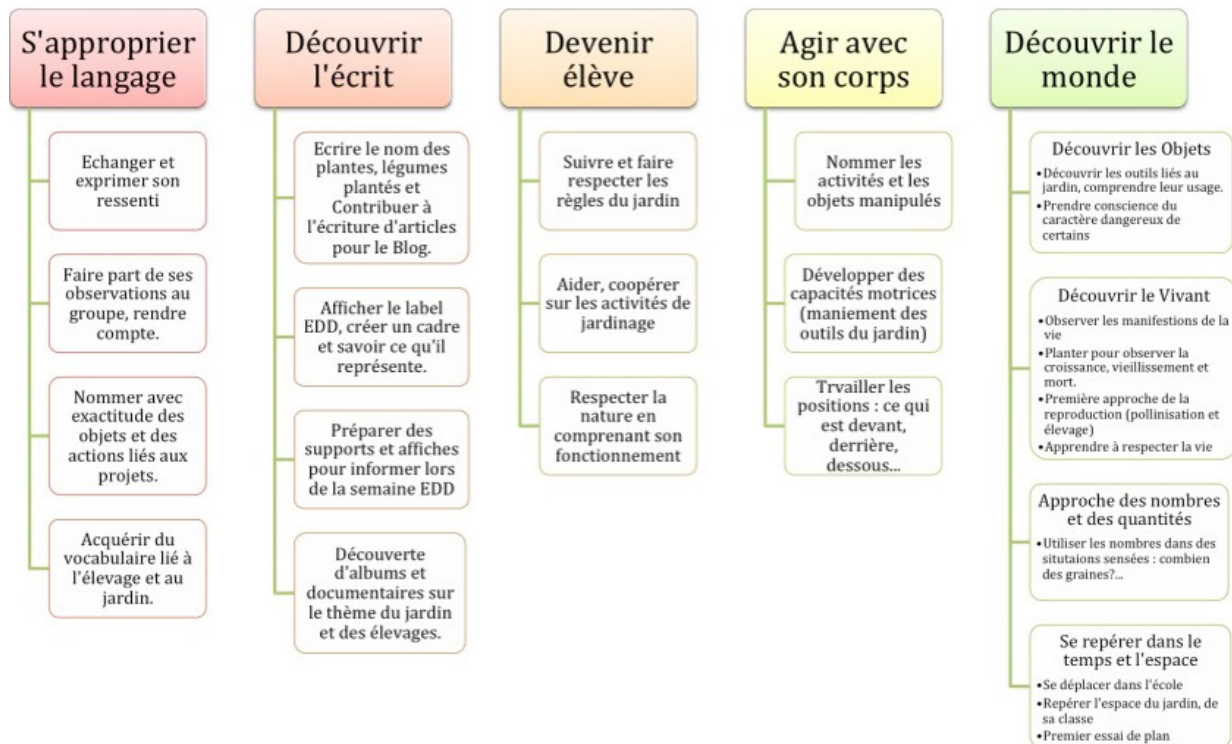 S'approprier
le langage
Echanger et
exprimer son
ressenti
Faire part de ses
observations au
groupe, rendre
compte.
Nommer avec
exactitude des
objets et des
actions liés aux
projets.
Acquérir du
vocabulaire lié à
l'élevage et au
jardin.
Découvrir
l'écrit
Ecrire le nom des
plantes, légumes
plantés et
Contribuer à
l'écriture d'articles
pour le Blog.
Afficher le label
EDD, créer un cadre
et savoir ce qu'il
représente.
Préparer des
supports et affiches
pour informer lors
de la semaine EDD
Découverte
d'albums et
documentaires sur
le thème du jardin
et des élevages.
Devenir
élève
Suivre et faire
respecter les
règles du jardin
Aider, coopérer
sur les activités de
jardinage
Respecter la
nature en
comprenant son
fonctionnement
Agir avec
son corps
Nommer les
activités et les
objets manipulés
Développer des
capacités motrices
(maniement des
outils du jardin)
Trvailler les
positions : ce qui
est devant,
derrière,
dessous...
Découvrir le
monde
Découvrir les Objets
•Découvrir les outils liés au
jardin, comprendre leur usage.
•Prendre conscience du
caractère dangereux de
certains
Découvrir le Vivant
•Observer les manifestations de la
vie
•Planter pour observer la
croissance, vieillissement et
mort.
•Première approche de la
reproduction (pollinisation et
élevage)
•Apprendre à respecter la vie
Approche des nombres
et des quantités
•Utiliser les nombres dans des
situtaions sensées : combien
des graines?...
Se repérer dans le
temps et l'espace
•Se déplacer dans l'école
•Repérer l'espace du jardin, de
sa classe
•Premier essai de plan